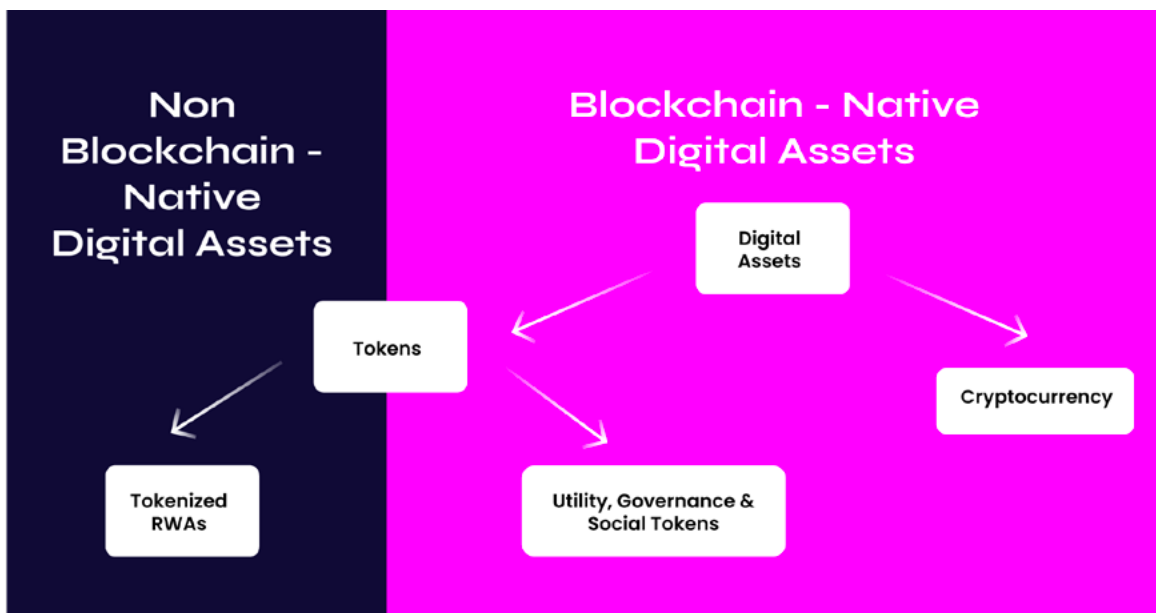 Non
Blockchain -
Native
Digital Assets
Blockchain - Native
Digital Assets
Digital
Assets
Tokens
Cryptocurrency
Tokenized
RWAs
Utility, Governance &
Social Tokens